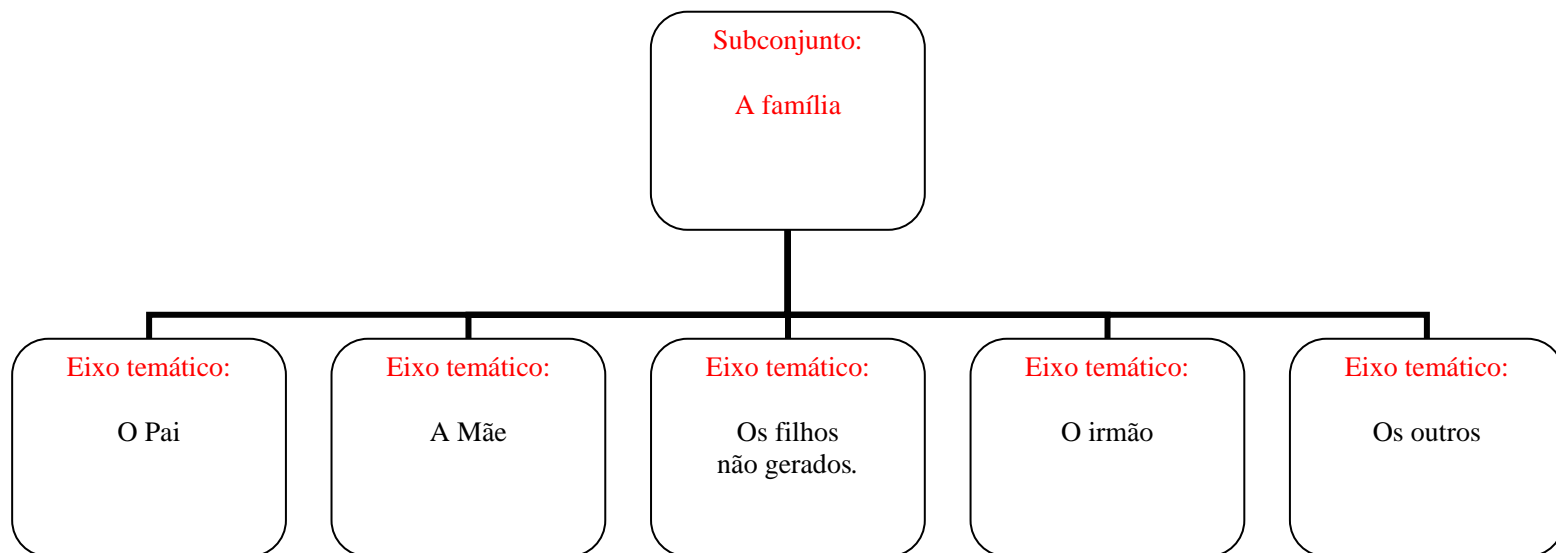 Subconjunto:
A família
Eixo temático:
O Pai
Eixo temático:
A Mãe
Eixo temático:
Os filhos
não gerados.
Eixo temático:
O irmão
Eixo temático:
Os outros